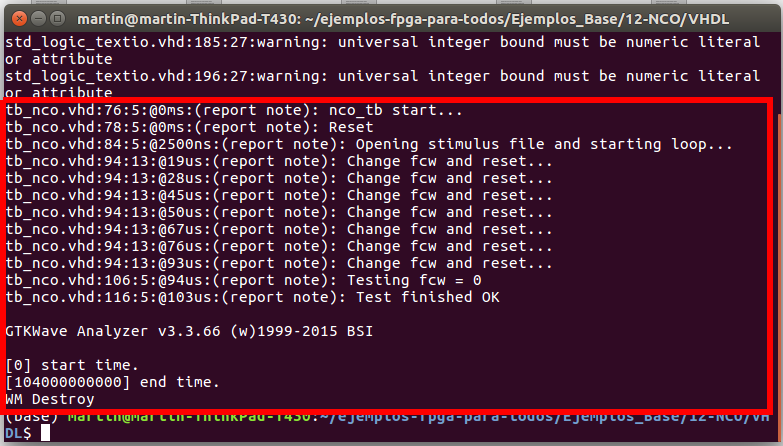 martin@martin-ThinkPad-T430: ~/ejemplos-fpga-para-todos/Ejemplos_Base/12-NCO/VHDL
std_logic_textio.vhd:185:27:warning: universal integer bound must be numeric literal
or attribute
std_logic_textio.vhd:196:27:warning: universal integer bound must be numeric literal
or attribute
tb_nco.vhd:76:5:@0ms:(report note): nco_tb start...
tb_nco.vhd:78:5:@0ms:(report note): Reset
tb_nco.vhd:84:5:@2500ns:(report note): Opening stimulus file and starting loop...
tb_nco.vhd:94:13:@19us:(report note): Change fcw and reset...
tb_nco.vhd:94:13:@28us:(report note): Change fcw and reset...
tb_nco.vhd:94:13:@45us:(report note): Change fcw and reset...
tb_nco.vhd:94:13:@50us:(report note): Change fcw and reset...
tb_nco.vhd:94:13:@67us:(report note): Change fcw and reset...
tb_nco.vhd:94:13:@76us:(report note): Change fcw and reset...
tb_nco.vhd:94:13:@93us:(report note): Change fcw and reset...
tb_nco.vhd:106:5:@94us:(report note): Testing fcw = 0
tb_nco.vhd:116:5:@103us:(report note): Test finished OK
GTKWave Analyzer v3.3.66 (w)1999-2015 BSI
[0] start time.
[104000000000] end time.
WM Destroy
(base) martin@martin-ThinkPad-T430:~/ejemplos-fpga-para-todos/Ejemplos_Base/12-NCO/VH
DL$